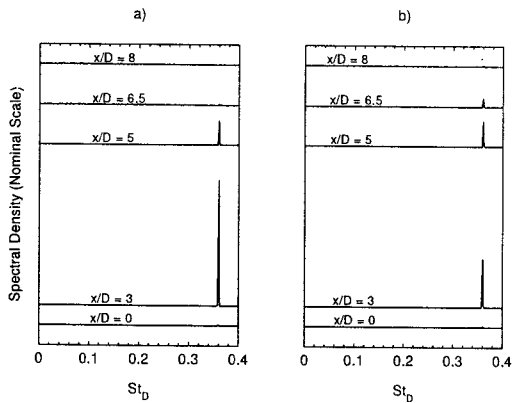 a)
b)
Spectral Density (Nominal Scale)
x/D = 8
x/D = 6.5
x/D = 5
x/D = 3
x/D = 0
0 0.1 0.2 0.3 0.4
St_D
x/D = 8
x/D = 6.5
x/D = 5
x/D = 3
x/D = 0
0 0.1 0.2 0.3 0.4
St_D